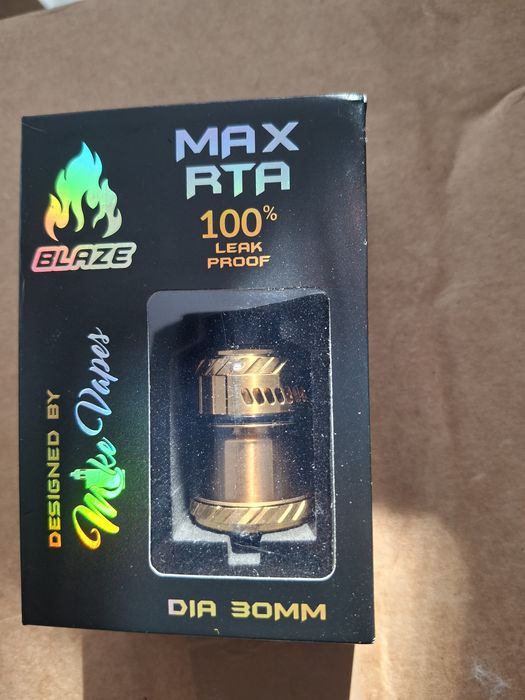 MAX
RTA
100%
LEAK
PROOF
BLAZE
DESIGNED BY
Mike Vapes
DIA 30MM